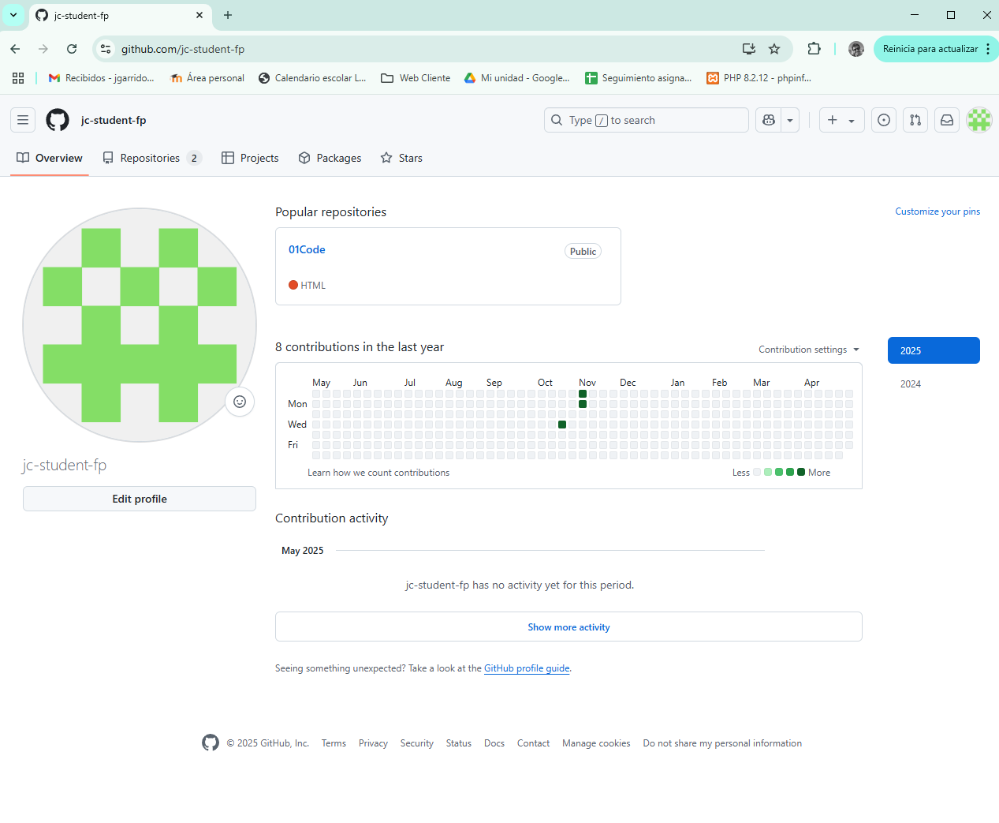 jc-student-fp
github.com/jc-student-fp
Reinicia para actualizar
Recibidos - jgarrido...
Área personal
Calendario escolar L...
Web Cliente
Mi unidad - Google...
Seguimiento asigna...
PHP 8.2.12 - phpinf...
jc-student-fp
Type / to search
Overview
Repositories 2
Projects
Packages
Stars
Popular repositories
Customize your pins
01Code
Public
HTML
8 contributions in the last year
Contribution settings
2025
2024
May Jun Jul Aug Sep Oct Nov Dec Jan Feb Mar Apr
Mon
Wed
Fri
Learn how we count contributions
Less More
jc-student-fp
Edit profile
Contribution activity
May 2025
jc-student-fp has no activity yet for this period.
Show more activity
Seeing something unexpected? Take a look at the GitHub profile guide.
© 2025 GitHub, Inc. Terms Privacy Security Status Docs Contact Manage cookies Do not share my personal information